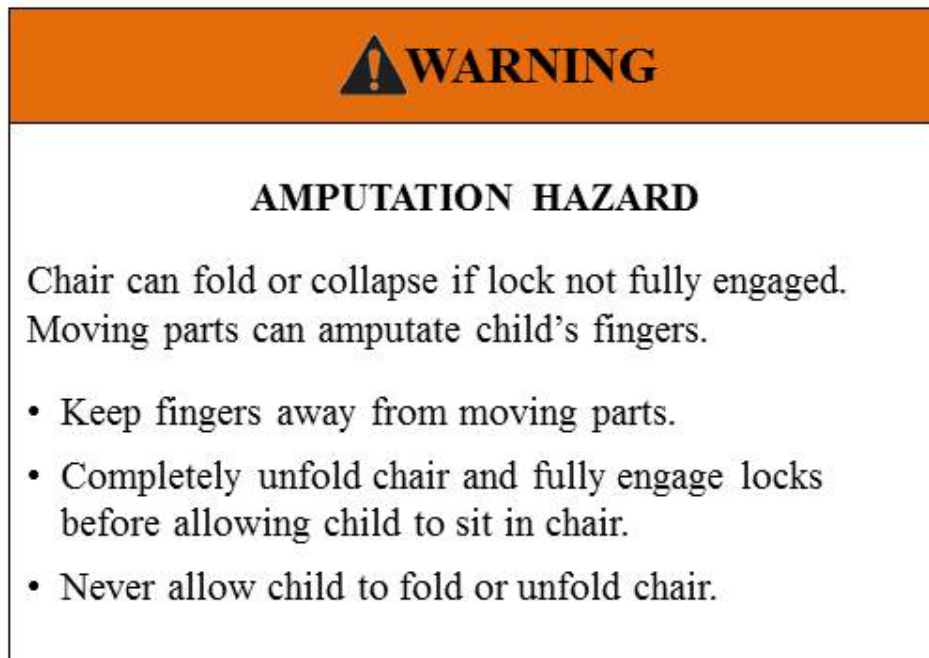 WARNING
AMPUTATION HAZARD
Chair can fold or collapse if lock not fully engaged.
Moving parts can amputate child’s fingers.
• Keep fingers away from moving parts.
• Completely unfold chair and fully engage locks
before allowing child to sit in chair.
• Never allow child to fold or unfold chair.